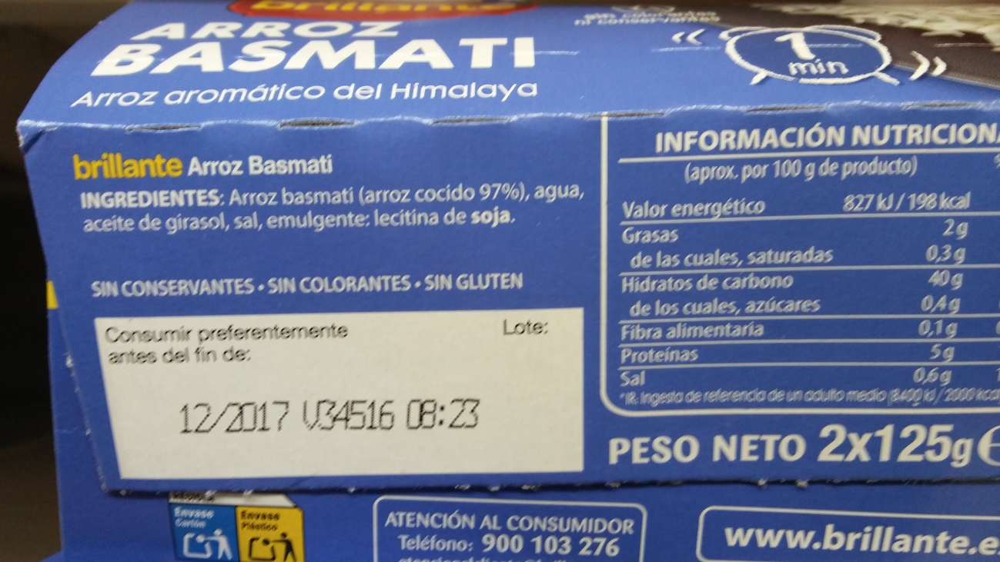 brillante
ARROZ
BASMATI
Arroz aromático del Himalaya
sin colorantes
ni conservantes
1
min
brillante Arroz Basmati
INGREDIENTES: Arroz basmati (arroz cocido 97%), agua,
aceite de girasol, sal, emulgente: lecitina de soja.
SIN CONSERVANTES • SIN COLORANTES • SIN GLUTEN
Consumir preferentemente
antes del fin de:
Lote:
12/2017 V34516 08:23
INFORMACIÓN NUTRICIONA
(aprox. por 100 g de producto)
Valor energético 827 kJ / 198 kcal
Grasas 2 g
de las cuales, saturadas 0,3 g
Hidratos de carbono 40 g
de los cuales, azúcares 0,4 g
Fibra alimentaria 0,1 g
Proteínas 5 g
Sal 0,6 g
*IR: Ingesta de referencia de un adulto medio (8400 kJ / 2000 kca
PESO NETO 2x125g e
Envase
Cartón
Envase
Plástico
ATENCIÓN AL CONSUMIDOR
Teléfono: 900 103 276
www.brillante.e